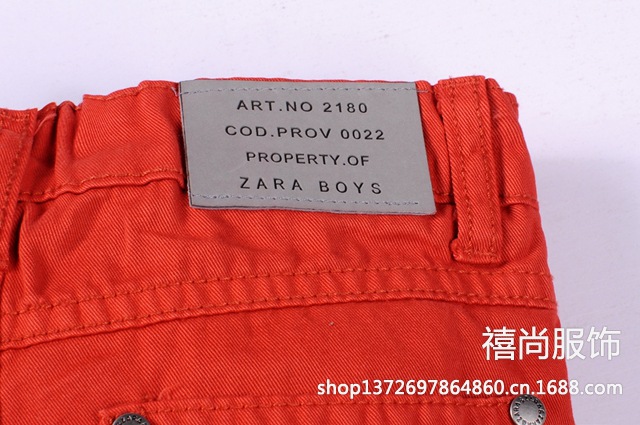 ART.NO 2180
COD.PROV 0022
PROPERTY.OF
ZARA BOYS
禧尚服饰
shop1372697864860.cn.1688.com